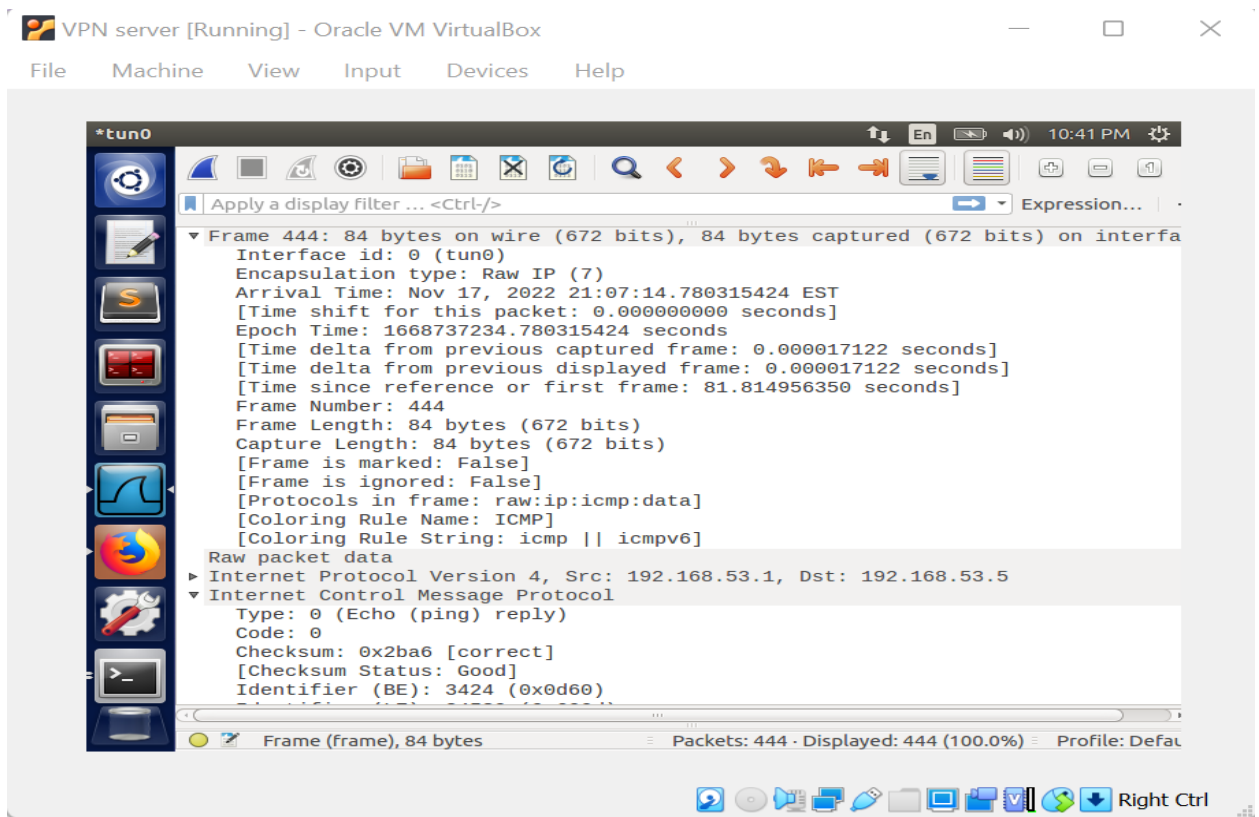 VPN server [Running] - Oracle VM VirtualBox
File Machine View Input Devices Help
*tun0 En 10:41 PM
Apply a display filter … <Ctrl-/> Expression…
Frame 444: 84 bytes on wire (672 bits), 84 bytes captured (672 bits) on interfa
Interface id: 0 (tun0)
Encapsulation type: Raw IP (7)
Arrival Time: Nov 17, 2022 21:07:14.780315424 EST
[Time shift for this packet: 0.000000000 seconds]
Epoch Time: 1668737234.780315424 seconds
[Time delta from previous captured frame: 0.000017122 seconds]
[Time delta from previous displayed frame: 0.000017122 seconds]
[Time since reference or first frame: 81.814956350 seconds]
Frame Number: 444
Frame Length: 84 bytes (672 bits)
Capture Length: 84 bytes (672 bits)
[Frame is marked: False]
[Frame is ignored: False]
[Protocols in frame: raw:ip:icmp:data]
[Coloring Rule Name: ICMP]
[Coloring Rule String: icmp || icmpv6]
Raw packet data
Internet Protocol Version 4, Src: 192.168.53.1, Dst: 192.168.53.5
Internet Control Message Protocol
Type: 0 (Echo (ping) reply)
Code: 0
Checksum: 0x2ba6 [correct]
[Checksum Status: Good]
Identifier (BE): 3424 (0x0d60)
Frame (frame), 84 bytes Packets: 444 · Displayed: 444 (100.0%) Profile: Defau
Right Ctrl